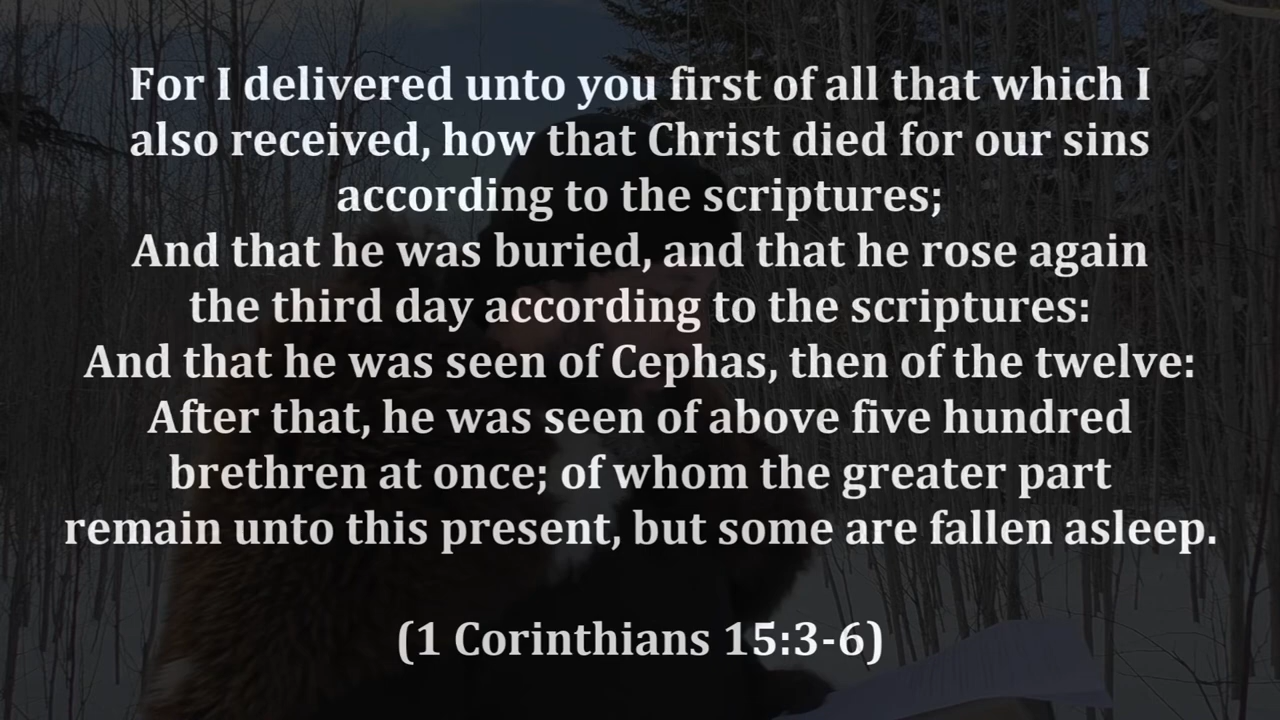 For I delivered unto you first of all that which I
also received, how that Christ died for our sins
according to the scriptures;
And that he was buried, and that he rose again
the third day according to the scriptures:
And that he was seen of Cephas, then of the twelve:
After that, he was seen of above five hundred
brethren at once; of whom the greater part
remain unto this present, but some are fallen asleep.
(1 Corinthians 15:3-6)